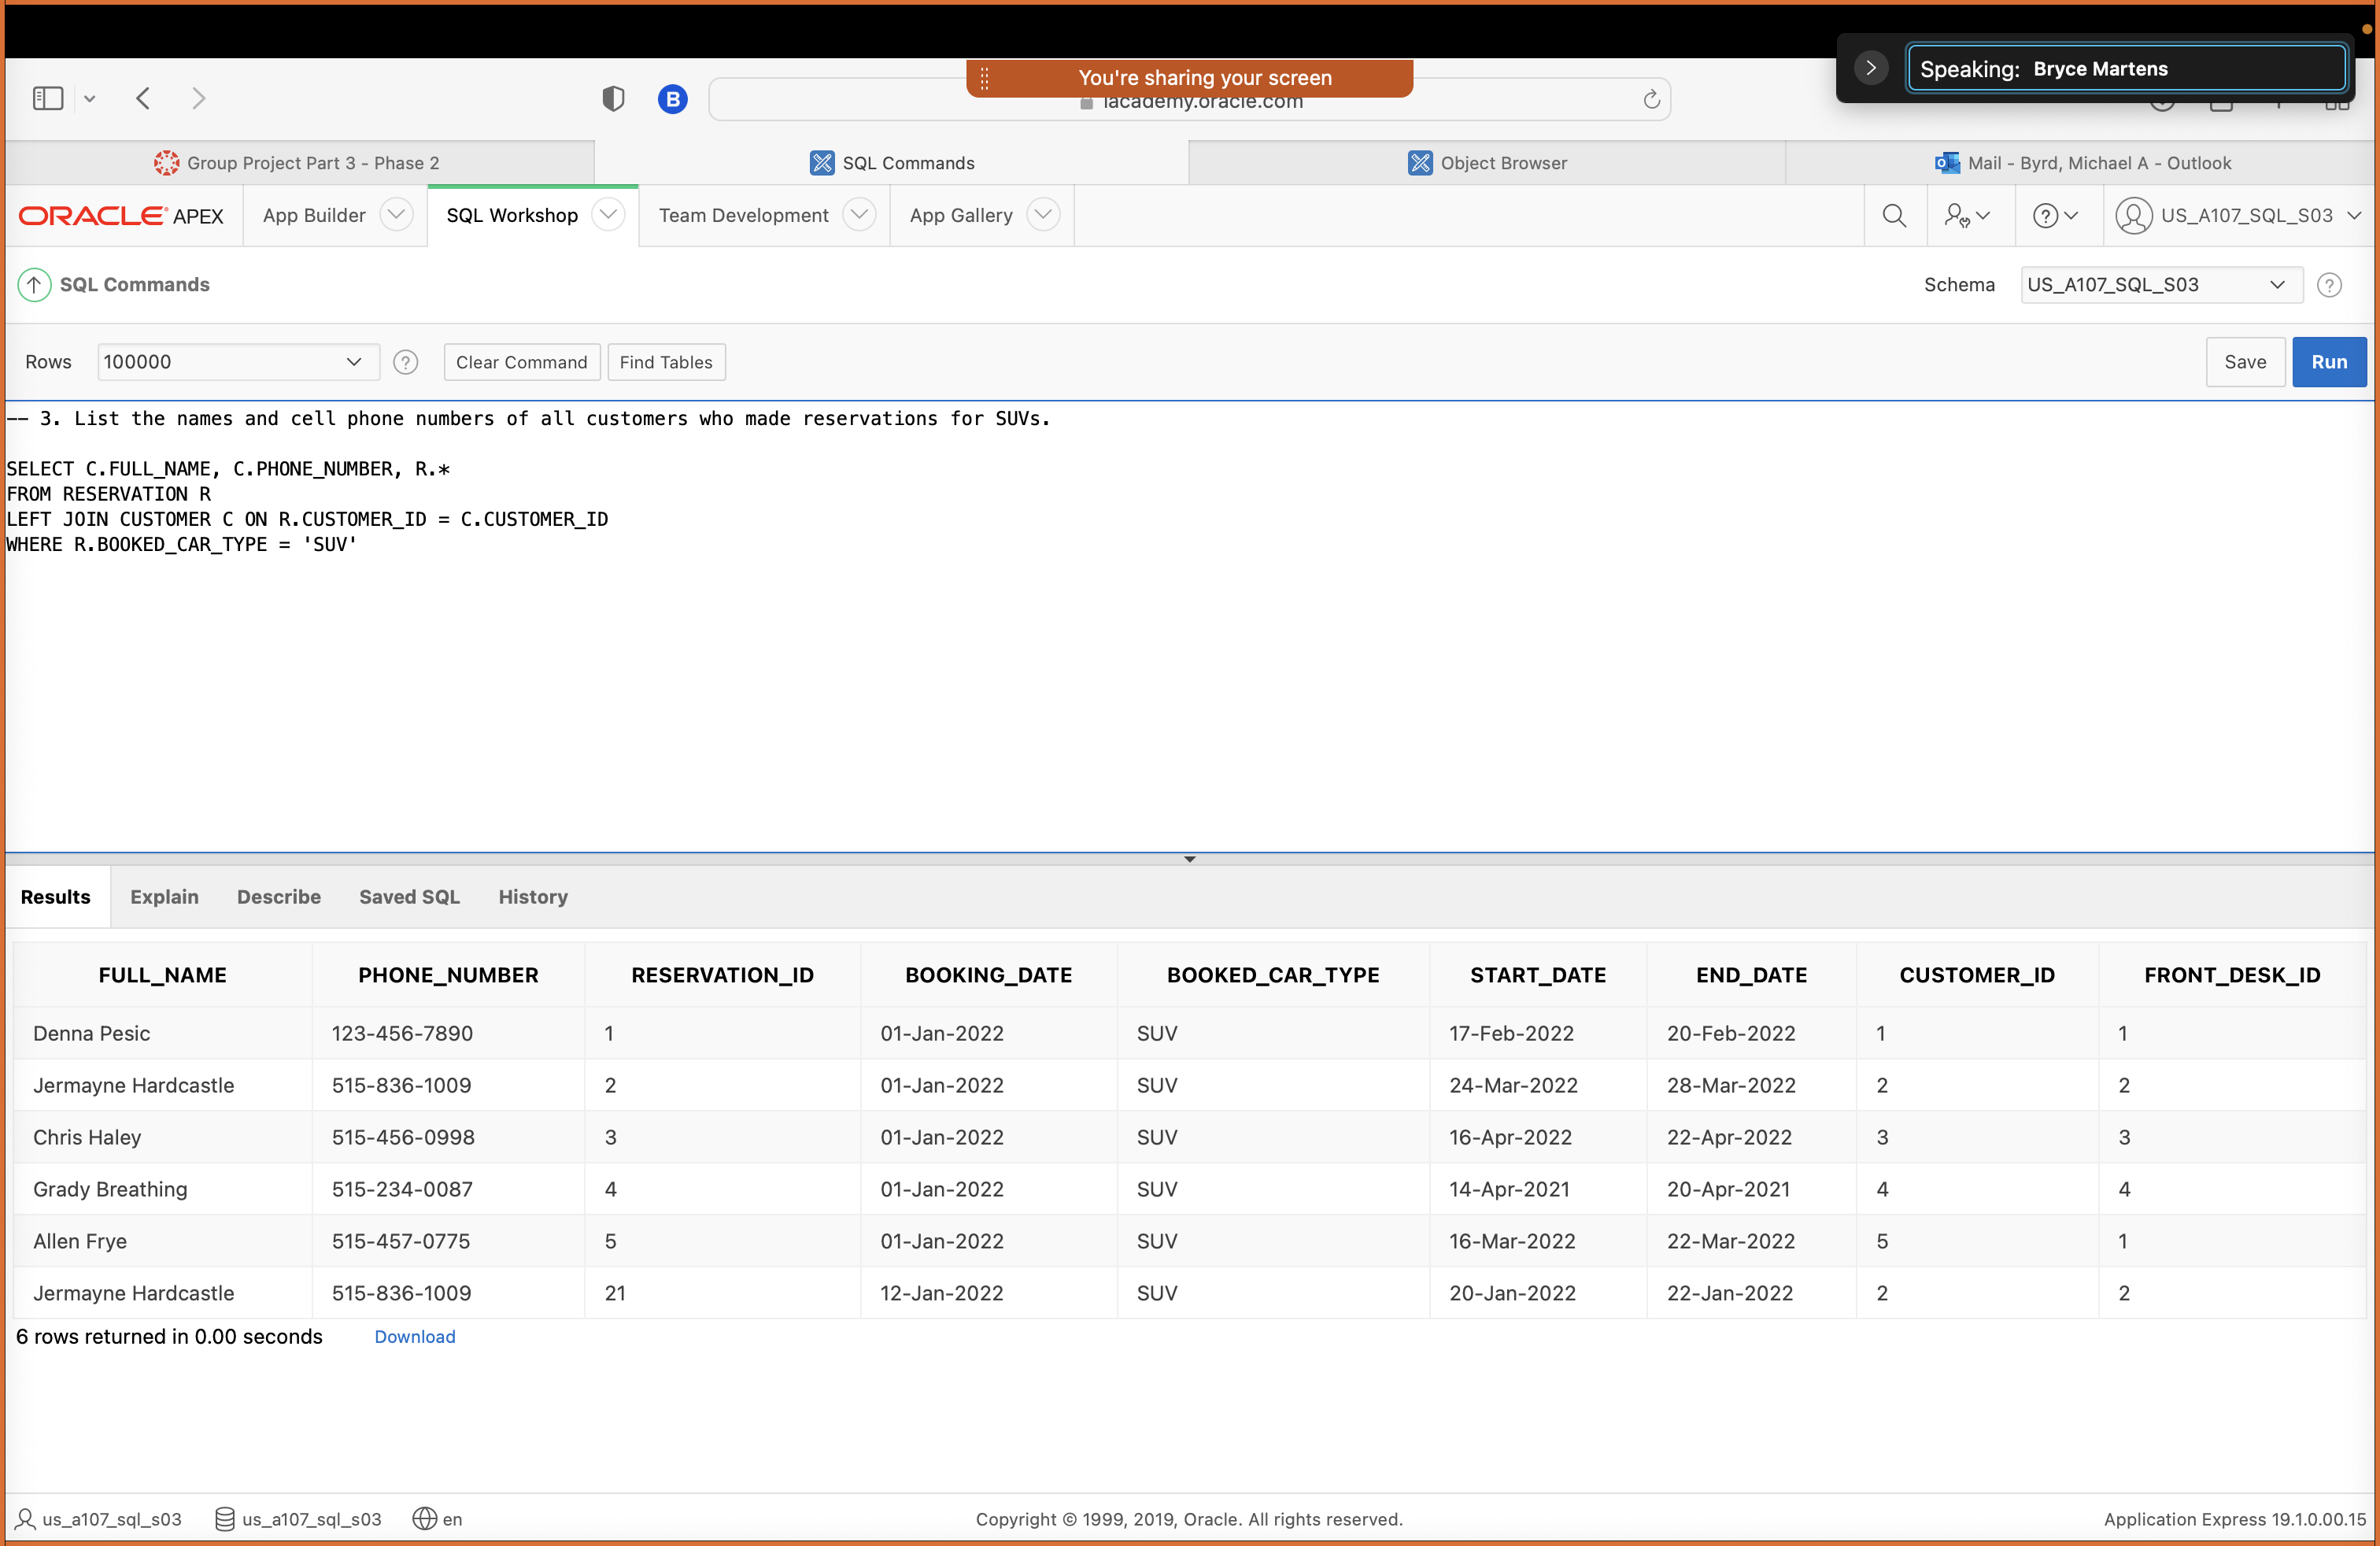 You're sharing your screen
Speaking: Bryce Martens
B
iacademy.oracle.com
Group Project Part 3 - Phase 2
SQL Commands
Object Browser
Mail - Byrd, Michael A - Outlook
ORACLE APEX
App Builder
SQL Workshop
Team Development
App Gallery
US_A107_SQL_S03
SQL Commands
Schema
US_A107_SQL_S03
Rows
100000
Clear Command
Find Tables
Save
Run
-- 3. List the names and cell phone numbers of all customers who made reservations for SUVs.
SELECT C.FULL_NAME, C.PHONE_NUMBER, R.*
FROM RESERVATION R
LEFT JOIN CUSTOMER C ON R.CUSTOMER_ID = C.CUSTOMER_ID
WHERE R.BOOKED_CAR_TYPE = 'SUV'
Results Explain Describe Saved SQL History
FULL_NAME PHONE_NUMBER RESERVATION_ID BOOKING_DATE BOOKED_CAR_TYPE START_DATE END_DATE CUSTOMER_ID FRONT_DESK_ID
Denna Pesic 123-456-7890 1 01-Jan-2022 SUV 17-Feb-2022 20-Feb-2022 1 1
Jermayne Hardcastle 515-836-1009 2 01-Jan-2022 SUV 24-Mar-2022 28-Mar-2022 2 2
Chris Haley 515-456-0998 3 01-Jan-2022 SUV 16-Apr-2022 22-Apr-2022 3 3
Grady Breathing 515-234-0087 4 01-Jan-2022 SUV 14-Apr-2021 20-Apr-2021 4 4
Allen Frye 515-457-0775 5 01-Jan-2022 SUV 16-Mar-2022 22-Mar-2022 5 1
Jermayne Hardcastle 515-836-1009 21 12-Jan-2022 SUV 20-Jan-2022 22-Jan-2022 2 2
6 rows returned in 0.00 seconds Download
us_a107_sql_s03 us_a107_sql_s03 en
Copyright © 1999, 2019, Oracle. All rights reserved.
Application Express 19.1.0.00.15